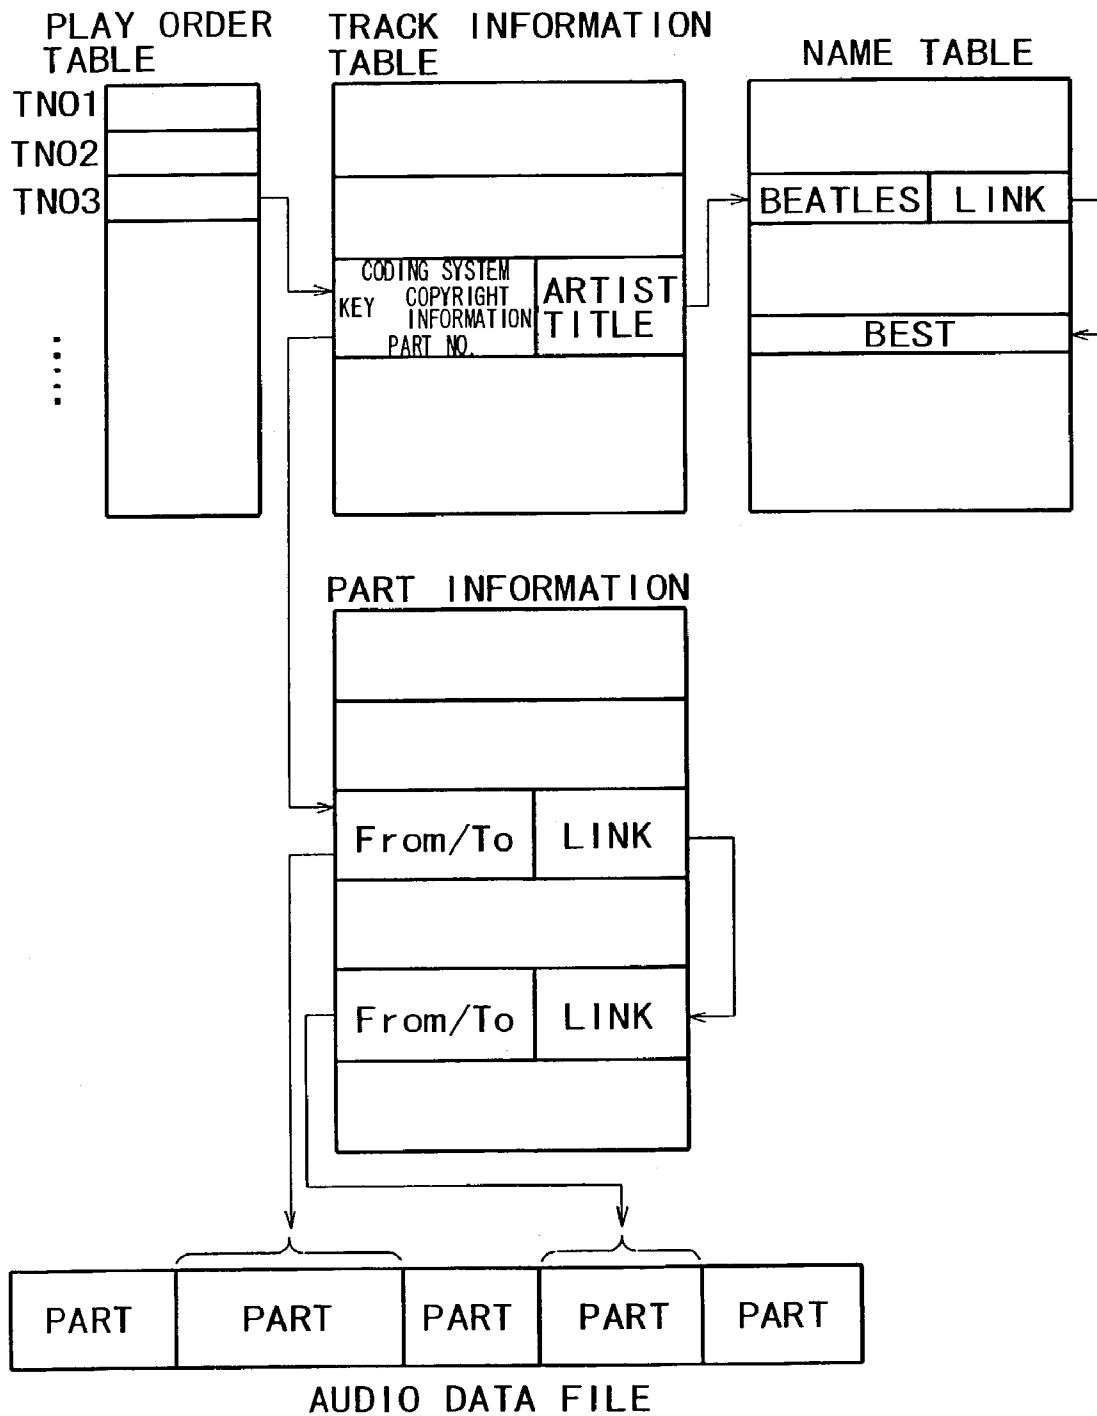 PLAY ORDER
TABLE
TNO1
TNO2
TNO3
TRACK INFORMATION
TABLE
CODING SYSTEM
KEY COPYRIGHT
INFORMATION
PART NO.
ARTIST
TITLE
NAME TABLE
BEATLES LINK
BEST
PART INFORMATION
From/To LINK
From/To LINK
PART PART PART PART PART
AUDIO DATA FILE